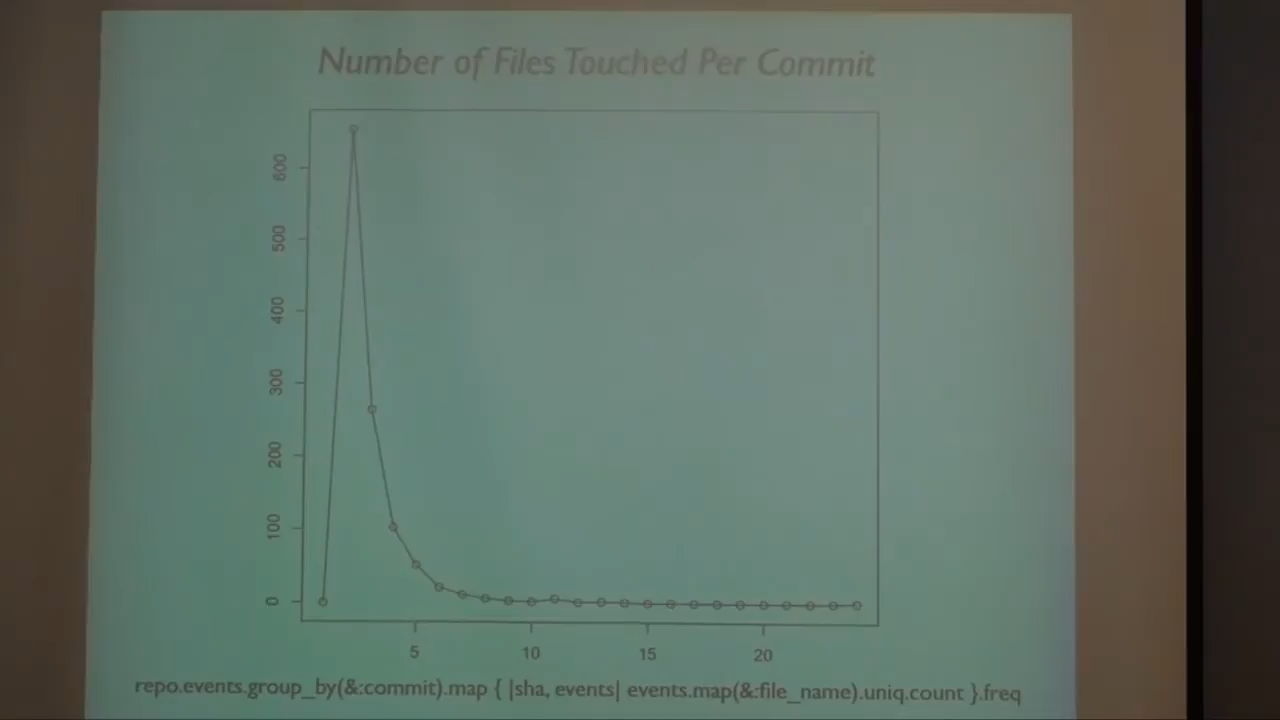 Number of Files Touched Per Commit
600
500
400
300
200
100
0
5 10 15 20
repo.events.group_by(&:commit).map { |sha, events| events.map(&:file_name).uniq.count }.freq